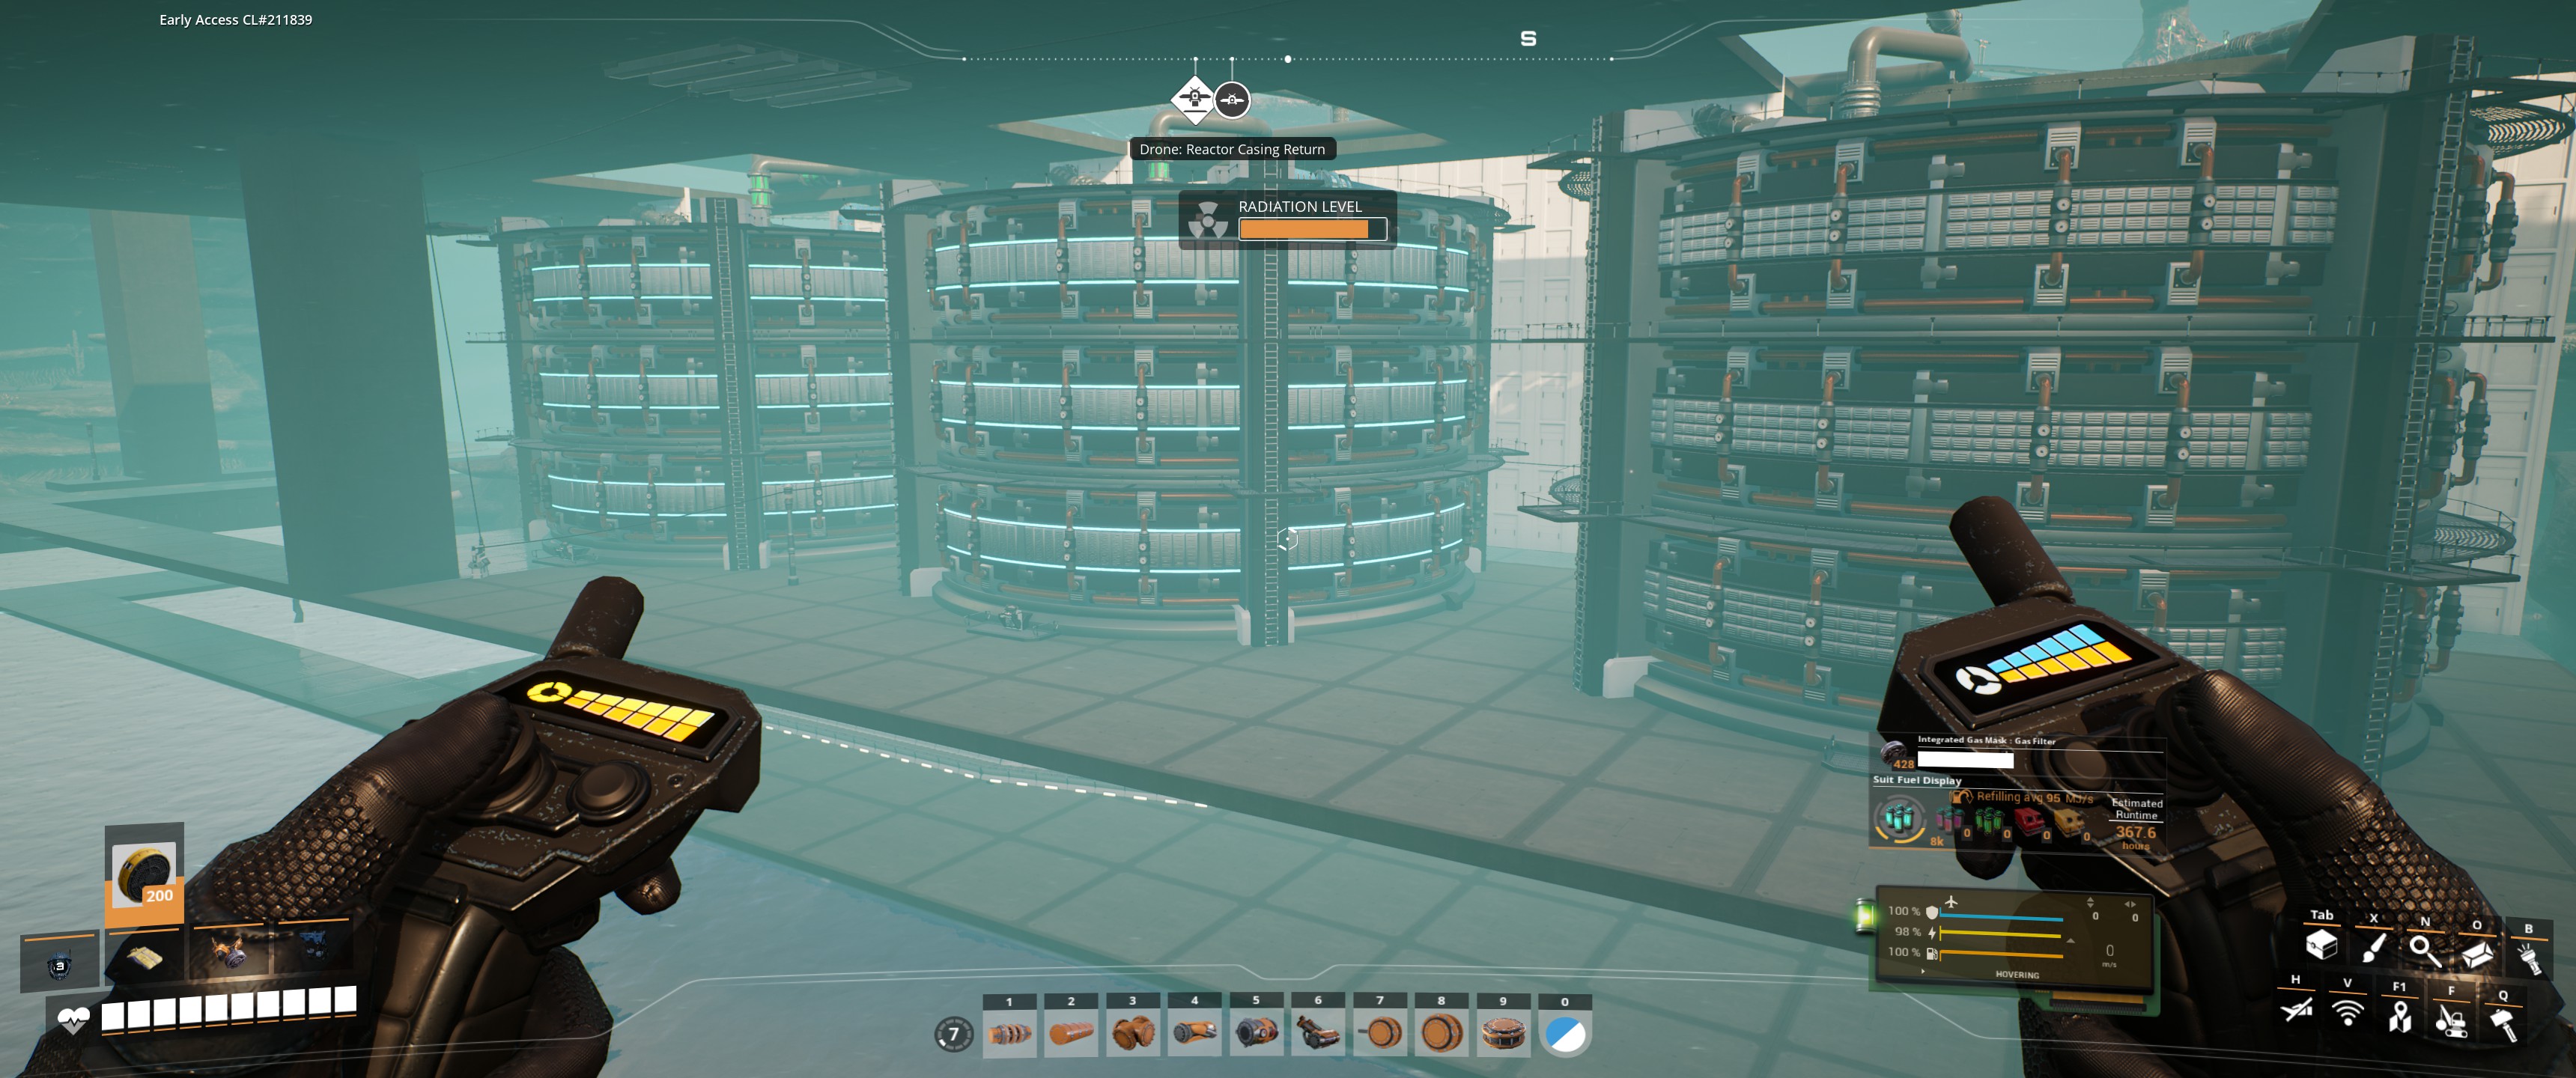 Early Access CL#211839
S
Drone: Reactor Casing Return
RADIATION LEVEL
Integrated Gas Mask : Gas Filter
428
Suit Fuel Display
Refilling avg 95 MJ/s
Estimated
Runtime
0 0 0 0
8k
367.6
hours
200
3
100 %
0 0
98 %
0
m/s
100 %
HOVERING
Tab X N O B
H V F1 F Q
7
1 2 3 4 5 6 7 8 9 0